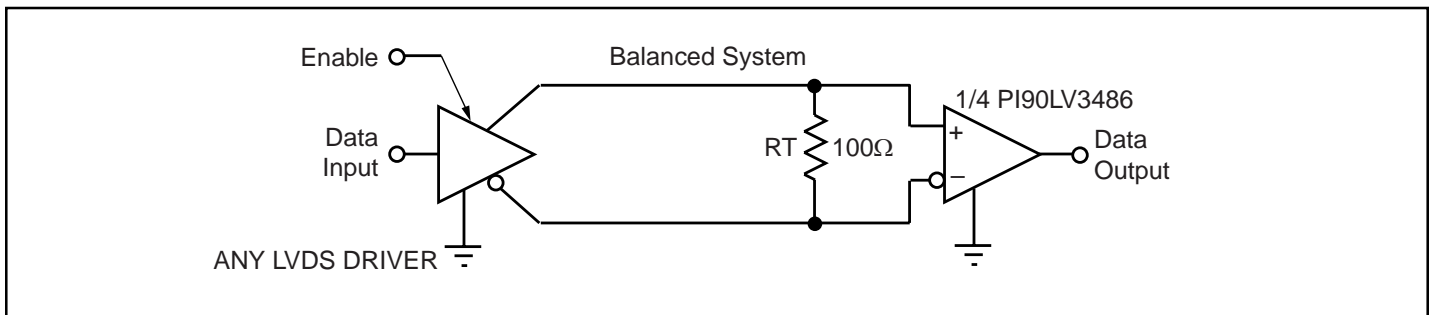 Enable
Balanced System
1/4 PI90LV3486
Data
Input
RT
100Ω
+
−
Data
Output
ANY LVDS DRIVER